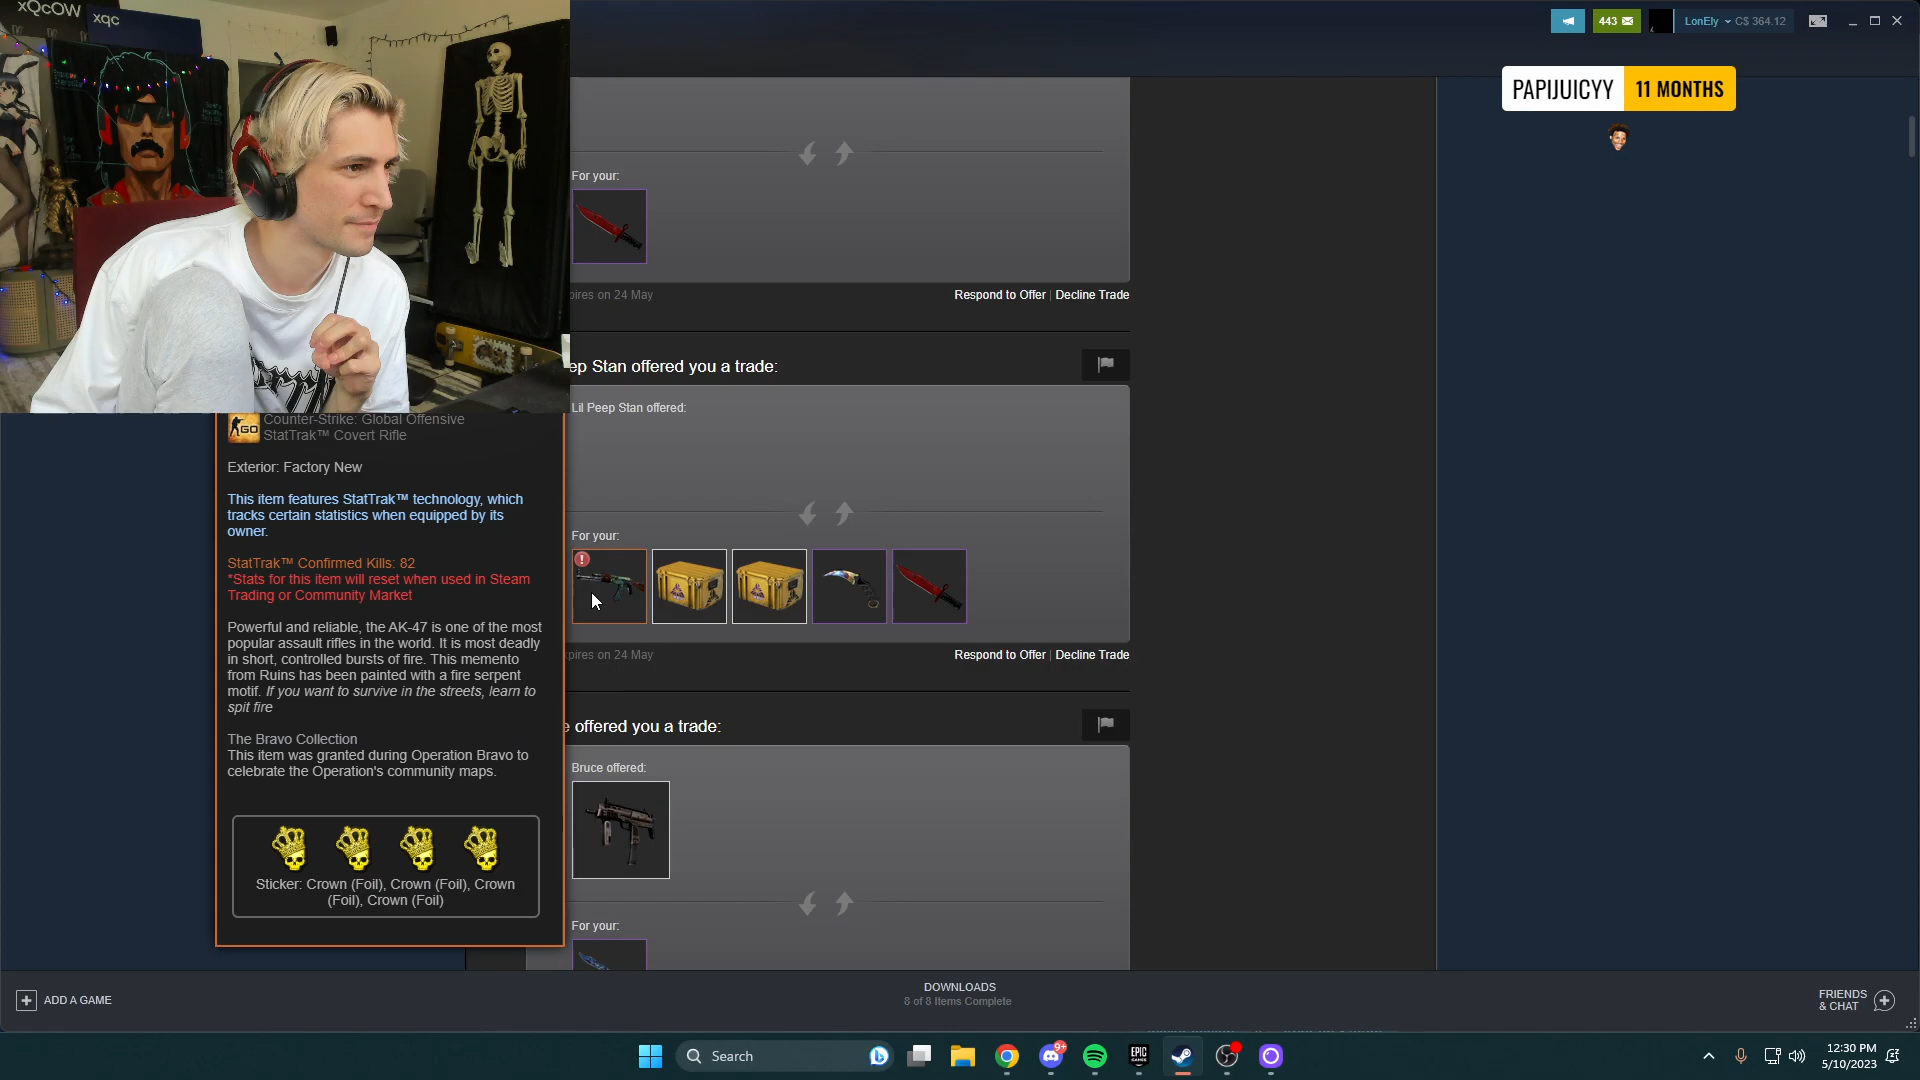 xQcOW
xqc
443
LonEly
C$ 364.12
PAPIJUICYY
11 MONTHS
For your:
pires on 24 May
Respond to Offer | Decline Trade
ep Stan offered you a trade:
Lil Peep Stan offered:
For your:
pires on 24 May
Respond to Offer | Decline Trade
e offered you a trade:
Bruce offered:
For your:
GO
Counter-Strike: Global Offensive
StatTrak™ Covert Rifle
Exterior: Factory New
This item features StatTrak™ technology, which
tracks certain statistics when equipped by its
owner.
StatTrak™ Confirmed Kills: 82
*Stats for this item will reset when used in Steam
Trading or Community Market
Powerful and reliable, the AK-47 is one of the most
popular assault rifles in the world. It is most deadly
in short, controlled bursts of fire. This memento
from Ruins has been painted with a fire serpent
motif. If you want to survive in the streets, learn to
spit fire
The Bravo Collection
This item was granted during Operation Bravo to
celebrate the Operation's community maps.
Sticker: Crown (Foil), Crown (Foil), Crown
(Foil), Crown (Foil)
ADD A GAME
DOWNLOADS
8 of 8 Items Complete
FRIENDS
& CHAT
Search
9+
EPIC
GAMES
12:30 PM
5/10/2023